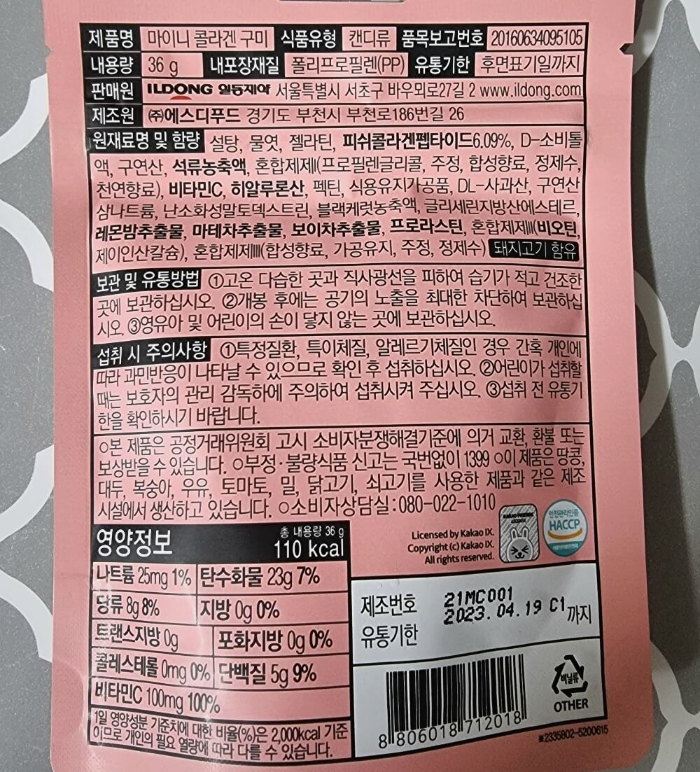 제품명 마이니 콜라겐 구미 식품유형 캔디류 품목보고번호 20160634095105
내용량 36 g 내포장재질 폴리프로필렌(PP) 유통기한 후면표기일까지
판매원 ILDONG 일동제약 서울특별시 서초구 바우뫼로27길 2 www.ildong.com
제조원 ㈜에스디푸드 경기도 부천시 부천로186번길 26
원재료명 및 함량 설탕, 물엿, 젤라틴, 피쉬콜라겐펩타이드6.09%, D-소비톨
액, 구연산, 석류농축액, 혼합제제Ⅰ(프로필렌글리콜, 주정, 합성향료, 정제수,
천연향료), 비타민C, 히알루론산, 펙틴, 식용유지가공품, DL-사과산, 구연산
삼나트륨, 난소화성말토덱스트린, 블랙캐럿농축액, 글리세린지방산에스테르,
레몬밤추출물, 마테차추출물, 보이차추출물, 프로라스틴, 혼합제제Ⅱ(비오틴,
제이인산칼슘), 혼합제제Ⅲ(합성향료, 가공유지, 주정, 정제수) 돼지고기 함유
보관 및 유통방법 ①고온 다습한 곳과 직사광선을 피하여 습기가 적고 건조한
곳에 보관하십시오. ②개봉 후에는 공기의 노출을 최대한 차단하여 보관하십
시오. ③영유아 및 어린이의 손이 닿지 않는 곳에 보관하십시오.
섭취 시 주의사항 ①특정질환, 특이체질, 알레르기체질인 경우 간혹 개인에
따라 과민반응이 나타날 수 있으므로 확인 후 섭취하십시오. ②어린이가 섭취할
때는 보호자의 관리 감독하에 주의하여 섭취시켜 주십시오. ③섭취 전 유통기
한을 확인하시기 바랍니다.
○본 제품은 공정거래위원회 고시 소비자분쟁해결기준에 의거 교환, 환불 또는
보상받을 수 있습니다. ○부정·불량식품 신고는 국번없이 1399 ○이 제품은 땅콩,
대두, 복숭아, 우유, 토마토, 밀, 닭고기, 쇠고기를 사용한 제품과 같은 제조
시설에서 생산하고 있습니다. ○소비자상담실:080-022-1010
영양정보 총 내용량 36 g
110 kcal
나트륨 25mg 1% 탄수화물 23g 7%
당류 8g 8% 지방 0g 0%
트랜스지방 0g 포화지방 0g 0%
콜레스테롤 0mg 0% 단백질 5g 9%
비타민C 100mg 100%
1일 영양성분 기준치에 대한 비율(%)은 2,000kcal 기준
이므로 개인의 필요 열량에 따라 다를 수 있습니다.
Licensed by Kakao IX.
Copyright (c) Kakao IX.
All rights reserved.
HACCP
제조번호 21MC001
유통기한 2023.04.19 C1 까지
8 806018 712018
비닐류
OTHER
2335802-5200615